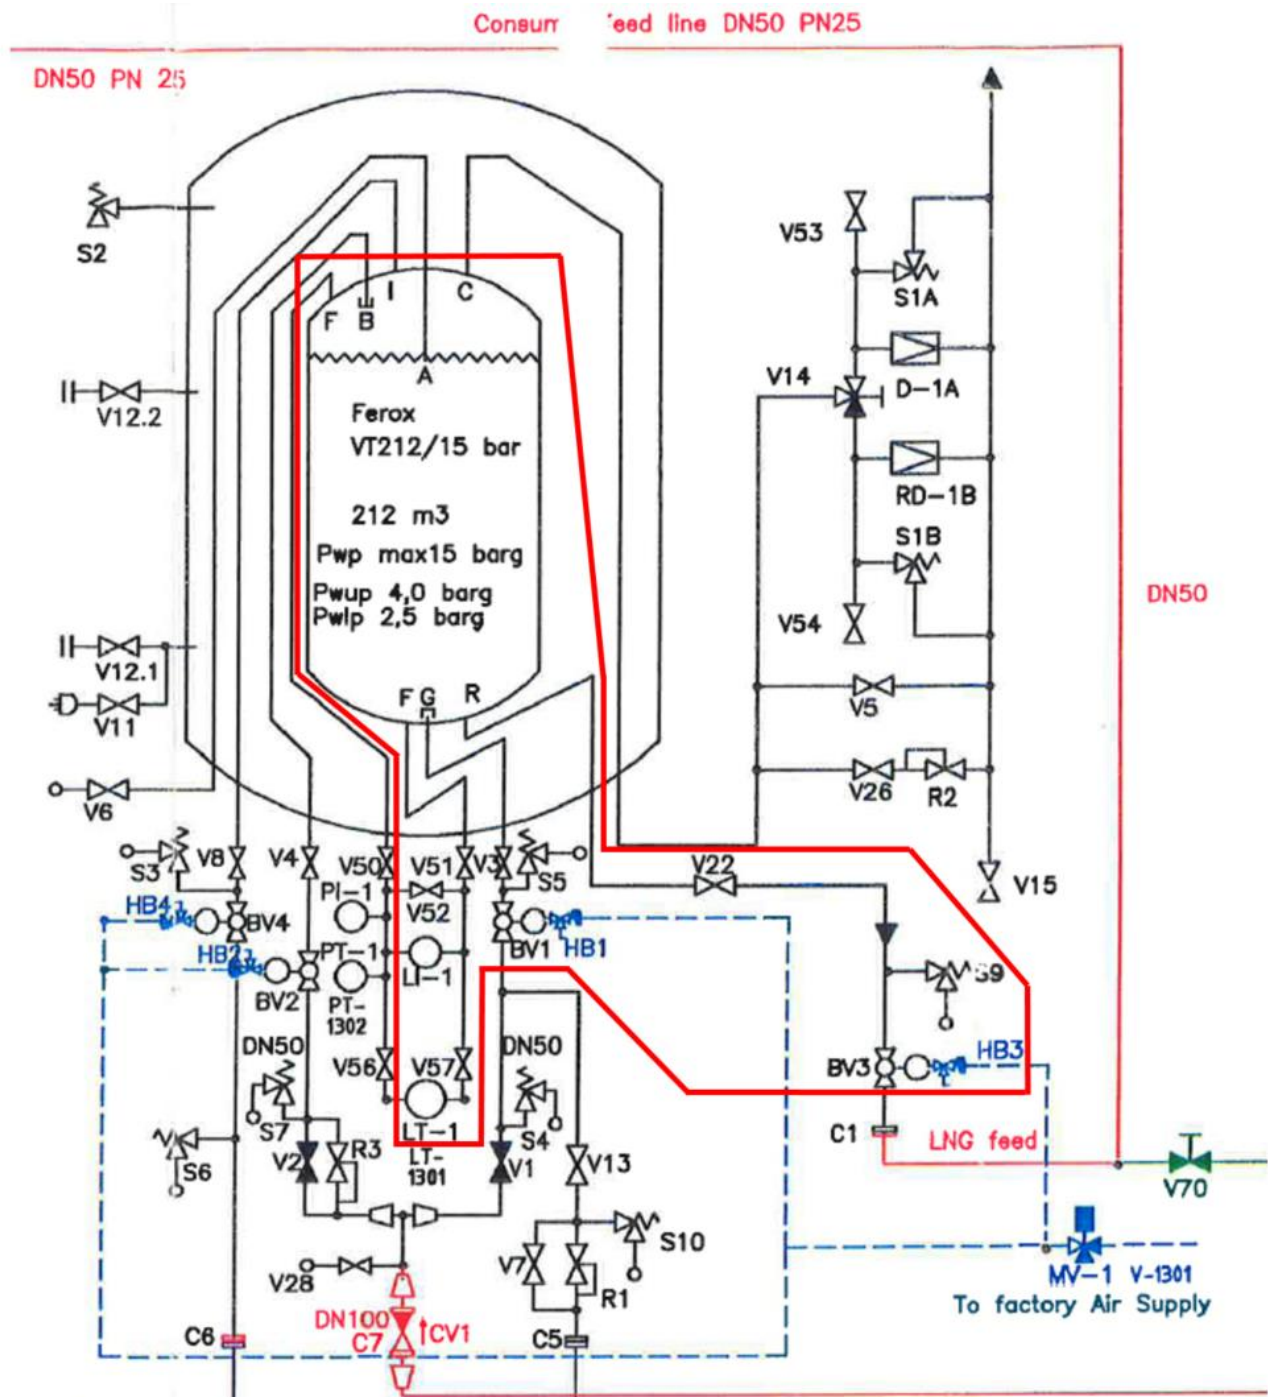 Consum feed line DN50 PN25
DN50 PN 25
S2
V53
S1A
I C
F B
A
V14
D-1A
V12.2
Ferox
VT212/15 bar
RD-1B
212 m3
S1B
Pwp max15 barg
Pwup 4,0 barg
Pwlp 2,5 barg
DN50
V54
V12.1
F G R
V5
V11
V26 R2
V6
S3 V8 V4 V50 V51 V3 S5
V22
V15
PI-1
V52
HB4
BV4
BV1
HB1
HB2
PT-1
LI-1
S9
BV2
PT-
1302
DN50
V56
V57
DN50
BV3
HB3
S7
LT-1
S4
C1
LNG feed
S6
V2
R3
LT-
1301
V1
V13
V70
V28
V7
R1
S10
MV-1 V-1301
To factory Air Supply
DN100
C7
CV1
C6
C5